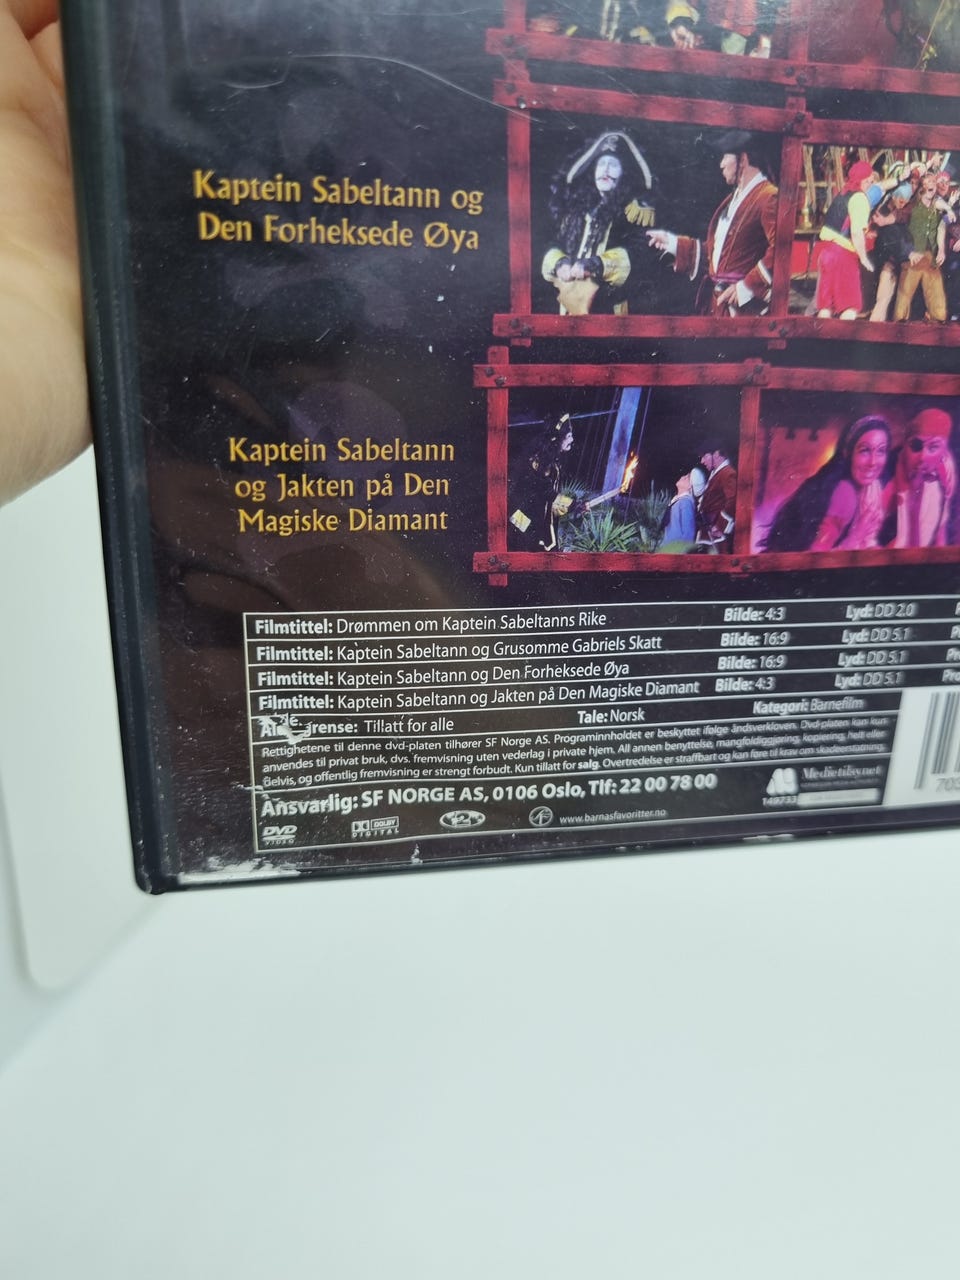 Kaptein Sabeltann og
Den Forheksede Øya
Kaptein Sabeltann
og Jakten på Den
Magiske Diamant
Filmtittel: Drømmen om Kaptein Sabeltanns Rike Bilde: 4:3 Lyd: DD 2.0
Filmtittel: Kaptein Sabeltann og Grusomme Gabriels Skatt Bilde: 16:9 Lyd: DD 5.1
Filmtittel: Kaptein Sabeltann og Den Forheksede Øya Bilde: 16:9 Lyd: DD 5.1
Filmtittel: Kaptein Sabeltann og Jakten på Den Magiske Diamant Bilde: 4:3 Lyd: DD 5.1
grense: Tillatt for alle Tale: Norsk Kategori: Barnefilm
Rettighetene til denne dvd-platen tilhører SF Norge AS. Programinnholdet er beskyttet ifølge åndsverkloven. Dvd-platen kan kun
anvendes til privat bruk, dvs. fremvisning uten vederlag i private hjem. All annen benyttelse, mangfoldiggjøring, kopiering, helt eller
delvis, og offentlig fremvisning er strengt forbudt. Kun tillatt for salg. Overtredelse er straffbart og kan føre til krav om skadeerstatning.
Ansvarlig: SF NORGE AS, 0106 Oslo, Tlf: 22 00 78 00
Medietilsynet
149733
DVD
VIDEO
DOLBY
DIGITAL
www.barnasfavoritter.no